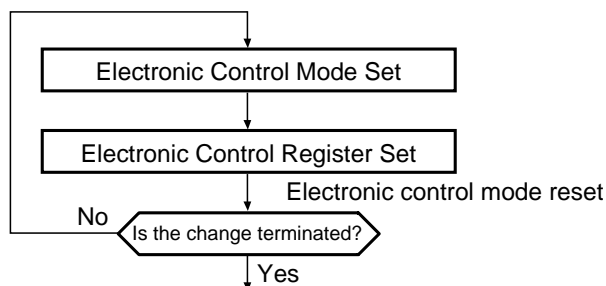 Electronic Control Mode Set
Electronic Control Register Set
Electronic control mode reset
No
Is the change terminated?
Yes